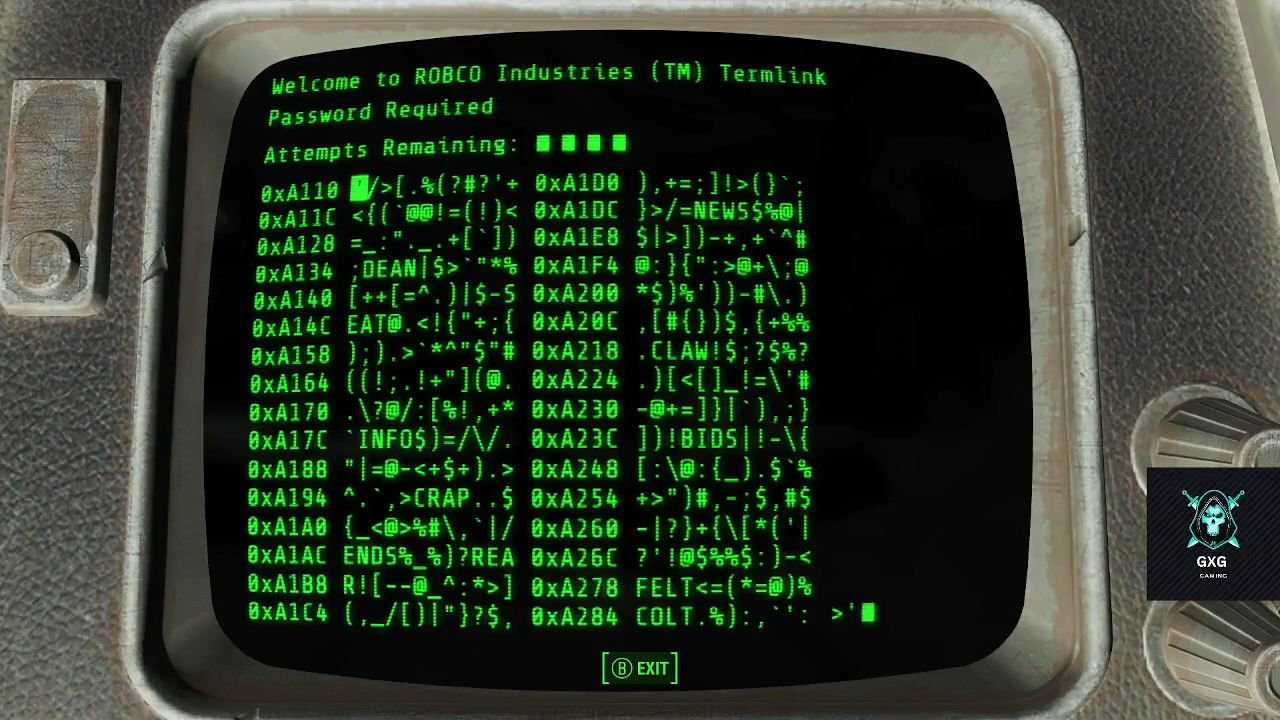 Welcome to ROBCO Industries (TM) Termlink
Password Required
Attempts Remaining:
0xA110 '/>[.%(?#?'+ 0xA1D0 ),+=;]!>(}`;
0xA11C <{(`@@!=(!)< 0xA1DC }>/=NEWS$%@|
0xA128 =_:"._.+[`]) 0xA1E8 $|>])-+,+`^#
0xA134 ;DEAN|$>`"*% 0xA1F4 @:}{":>@+\;@
0xA140 [++[=^.)|$-S 0xA200 *$)%'))-#\.)
0xA14C EAT@.<!{"+;{ 0xA20C ,[#{})$,{+%%
0xA158 );).>`*^"$"# 0xA218 .CLAW!$;?$%?
0xA164 ((!;.!+"](@. 0xA224 .)[<[]_!=\'#
0xA170 .\?@/:[%!,+* 0xA230 -@+=]}|`),;}
0xA17C `INFO$)=/\/. 0xA23C ])!BIDS|!-\{
0xA188 "|=@-<+$+).> 0xA248 [:\@:{_).$`%
0xA194 ^.`,>CRAP..$ 0xA254 +>")#,-;$,#$
0xA1A0 {_<@>%#\,`|/ 0xA260 -|?}+{\[*('|
0xA1AC ENDS%_%)?REA 0xA26C ?'!@$%%$:)-<
0xA1B8 R![--@_^:*>] 0xA278 FELT<=(*=@)%
0xA1C4 (,_/[)|"}?$, 0xA284 COLT.%):,`': >'
B EXIT
GXG
GAMING